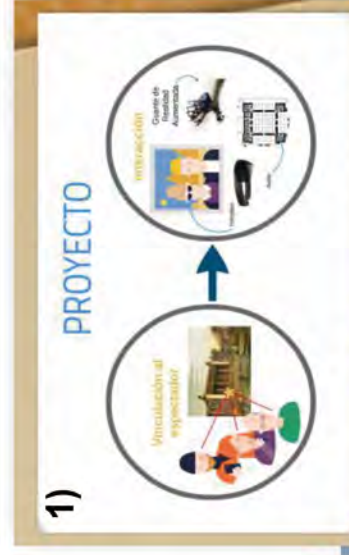 1)
PROYECTO
Vinculación al
espectador
Interacción
Guante de
Realidad
Aumentada